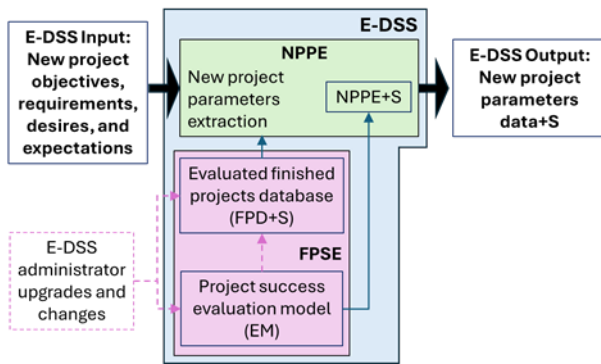 E-DSS Input:
New project
objectives,
requirements,
desires, and
expectations
E-DSS
NPPE
New project
parameters
extraction
NPPE+S
E-DSS Output:
New project
parameters
data+S
Evaluated finished
projects database
(FPD+S)
FPSE
Project success
evaluation model
(EM)
E-DSS
administrator
upgrades and
changes